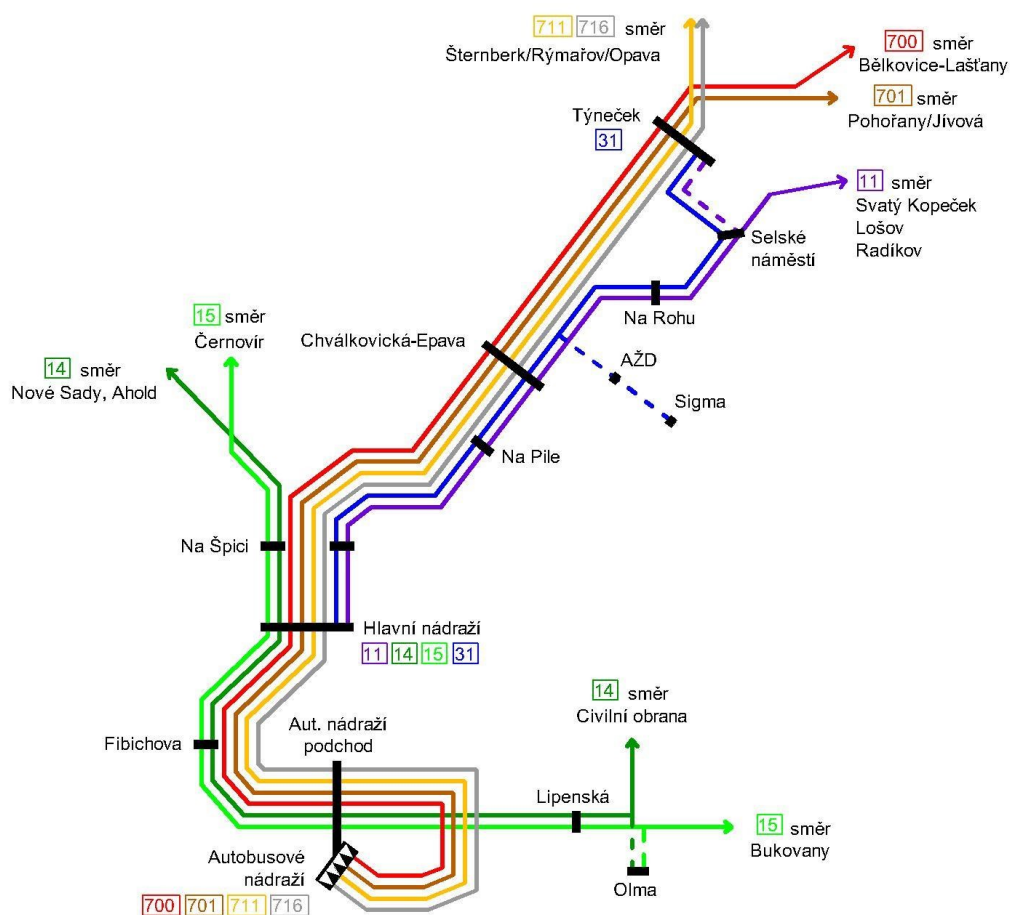 711 716 směr
Šternberk/Rýmařov/Opava
700 směr
Bělkovice-Lašťany
701 směr
Pohořany/Jívová
Týneček
31
11 směr
Svatý Kopeček
Lošov
Radíkov
Selské
náměstí
Na Rohu
15 směr
Černovír
Chválkovická-Epava
14 směr
Nové Sady, Ahold
AŽD
Sigma
Na Pile
Na Špici
Hlavní nádraží
11 14 15 31
14 směr
Civilní obrana
Fibichova
Aut. nádraží
podchod
Lipenská
15 směr
Bukovany
Autobusové
nádraží
Olma
700 701 711 716